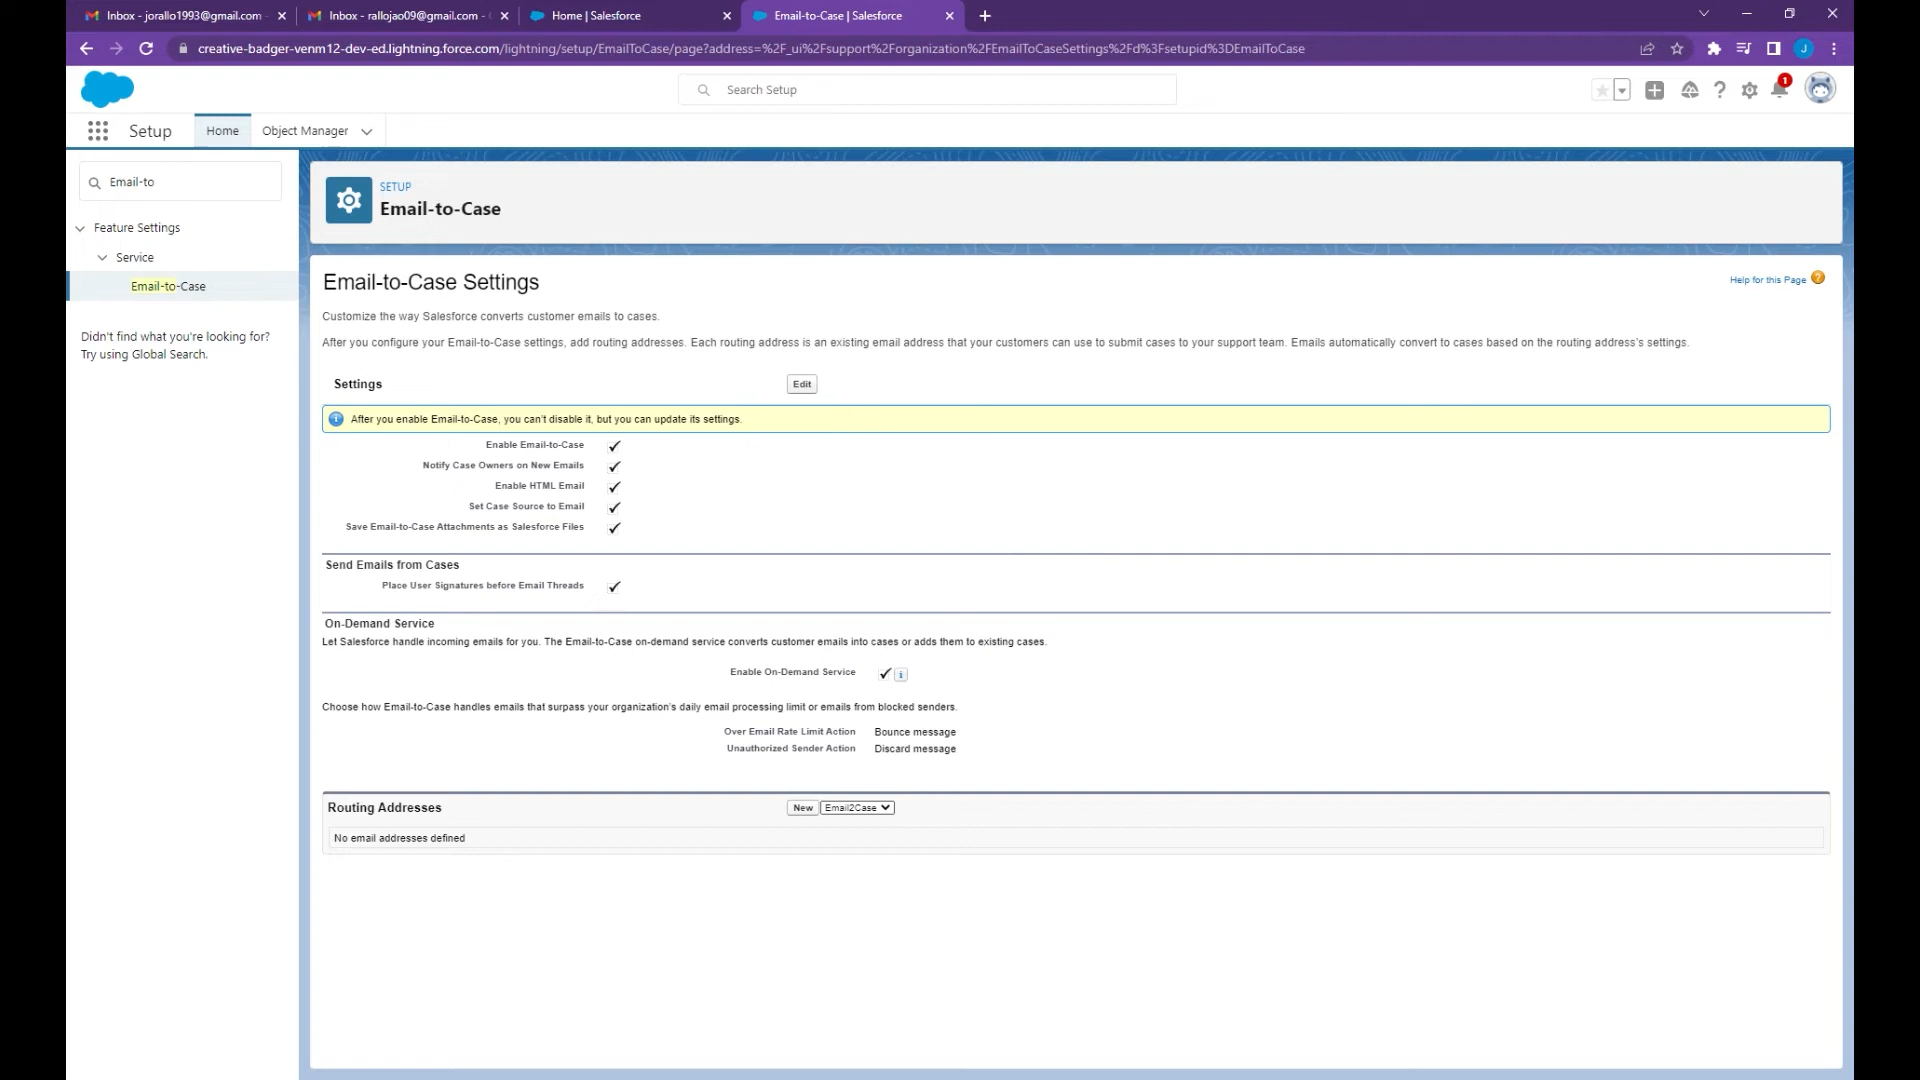 Inbox - jorallo1993@gmail.com -
Inbox - rallojao09@gmail.com -
Home | Salesforce
Email-to-Case | Salesforce
creative-badger-venm12-dev-ed.lightning.force.com/lightning/setup/EmailToCase/page?address=%2F_ui%2Fsupport%2Forganization%2FEmailToCaseSettings%2Fd%3Fsetupid%3DEmailToCase
J
Search Setup
1
Setup
Home
Object Manager
Email-to
Feature Settings
Service
Email-to-Case
Didn't find what you're looking for?
Try using Global Search.
SETUP
Email-to-Case
Email-to-Case Settings
Help for this Page
Customize the way Salesforce converts customer emails to cases.
After you configure your Email-to-Case settings, add routing addresses. Each routing address is an existing email address that your customers can use to submit cases to your support team. Emails automatically convert to cases based on the routing address's settings.
Settings
Edit
After you enable Email-to-Case, you can't disable it, but you can update its settings.
Enable Email-to-Case
Notify Case Owners on New Emails
Enable HTML Email
Set Case Source to Email
Save Email-to-Case Attachments as Salesforce Files
Send Emails from Cases
Place User Signatures before Email Threads
On-Demand Service
Let Salesforce handle incoming emails for you. The Email-to-Case on-demand service converts customer emails into cases or adds them to existing cases.
Enable On-Demand Service
Choose how Email-to-Case handles emails that surpass your organization's daily email processing limit or emails from blocked senders.
Over Email Rate Limit Action Bounce message
Unauthorized Sender Action Discard message
Routing Addresses
New
Email2Case
No email addresses defined